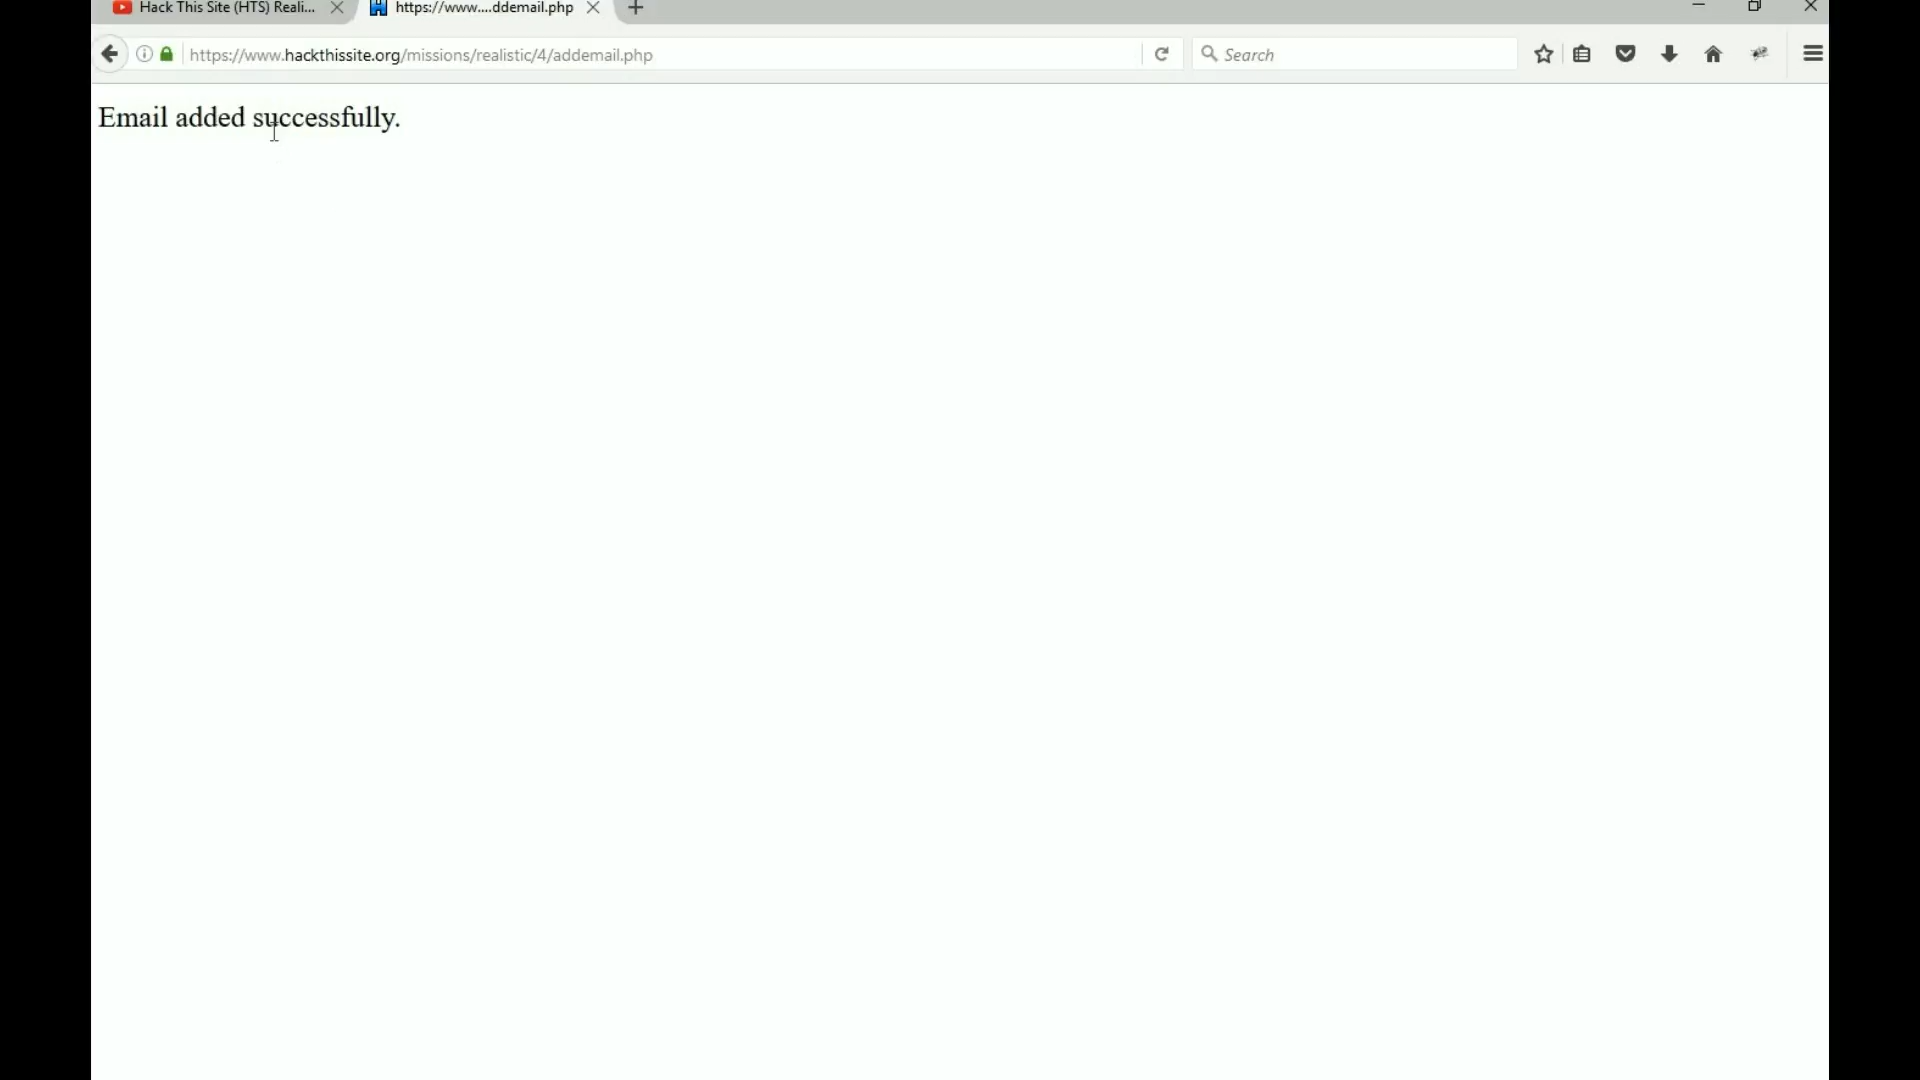 Hack This Site (HTS) Reali...
https://www....ddemail.php
https://www.hackthissite.org/missions/realistic/4/addemail.php
Search
Email added successfully.